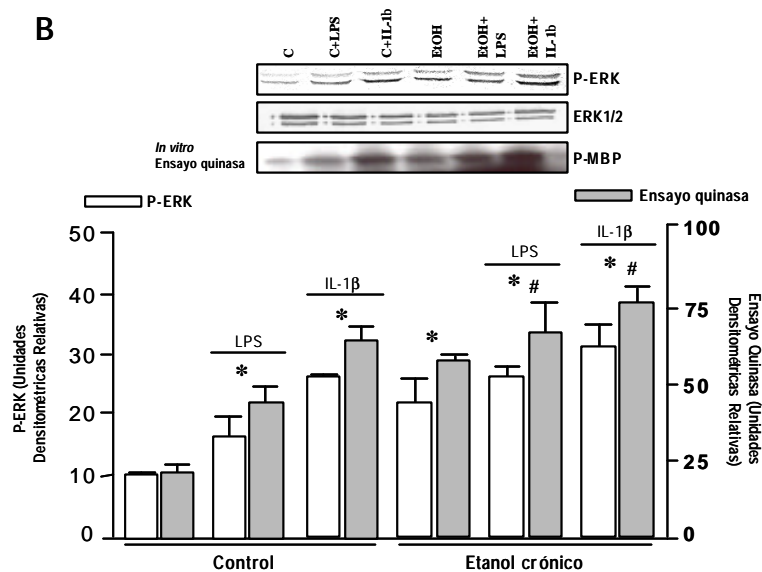 B
C
C+LPS
C+IL-1b
EtOH
EtOH+
LPS
EtOH+
IL-1b
P-ERK
ERK1/2
In vitro
Ensayo quinasa
P-MBP
P-ERK
Ensayo quinasa
P-ERK (Unidades
Densitométricas Relativas)
50
40
30
20
10
0
LPS
*
IL-1β
*
*
LPS
* #
IL-1β
* #
100
75
50
25
0
Ensayo Quinasa (Unidades
Densitométricas Relativas)
Control
Etanol crónico